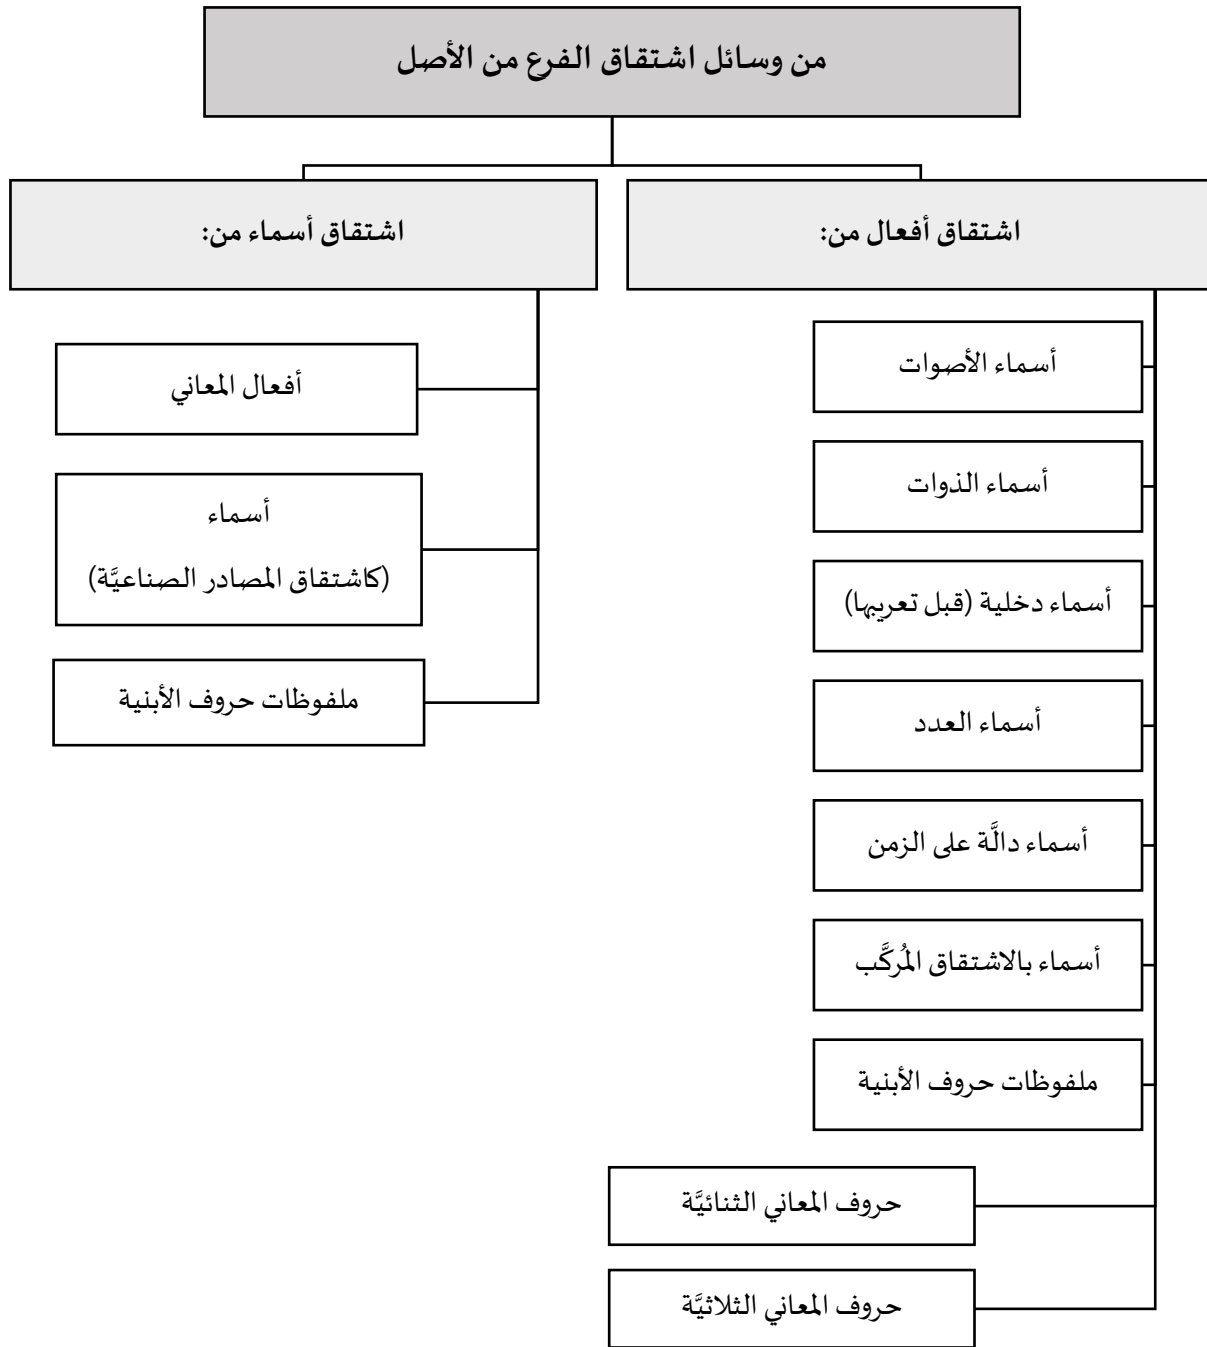 من وسائل اشتقاق الفرع من الأصل
اشتقاق أفعال من:
أسماء الأصوات
أسماء الذوات
أسماء دخلية (قبل تعريبها)
أسماء العدد
أسماء دالَّة على الزمن
أسماء بالاشتقاق المُركَّب
ملفوظات حروف الأبنية
حروف المعاني الثنائيَّة
حروف المعاني الثلاثيَّة
اشتقاق أسماء من:
أفعال المعاني
أسماء
(كاشتقاق المصادر الصناعيَّة)
ملفوظات حروف الأبنية